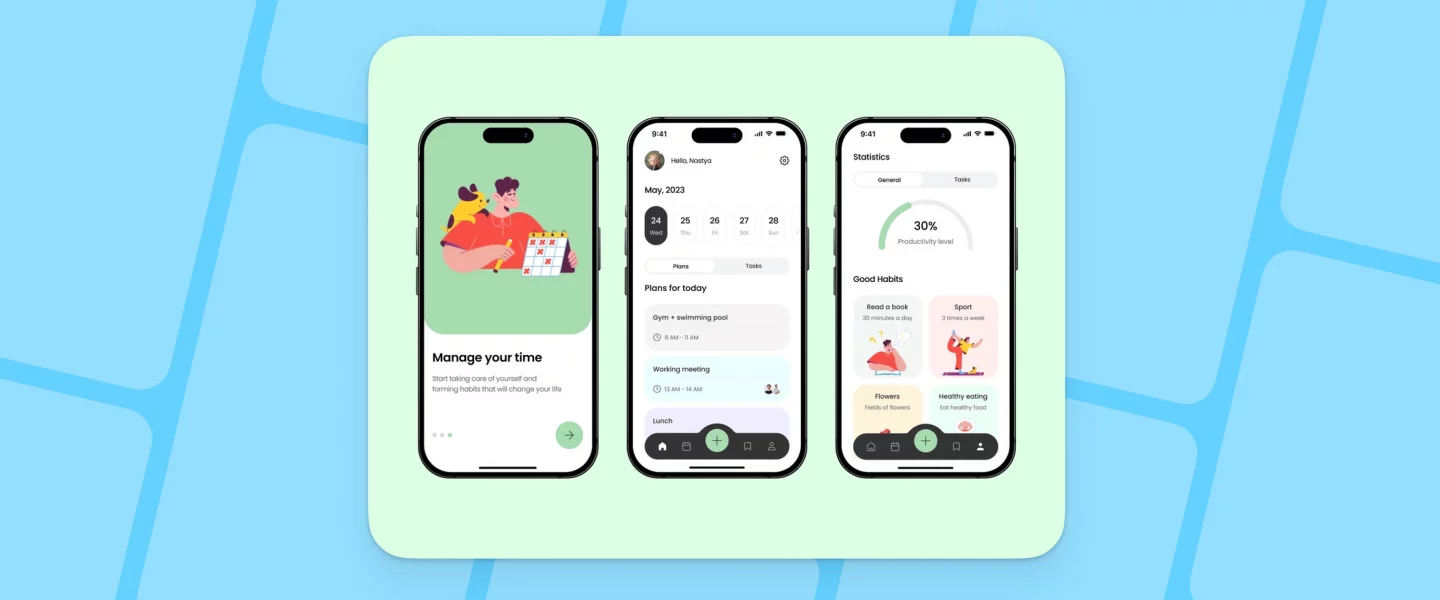 Manage your time
Start taking care of yourself and
forming habits that will change your life
9:41
Hello, Nastya
May, 2023
24 25 26 27 28
Wed Thu Fri Sat Sun
Plans Tasks
Plans for today
Gym + swimming pool
9 AM - 11 AM
Working meeting
13 AM - 14 AM
Lunch
9:41
Statistics
General Tasks
30%
Productivity level
Good Habits
Read a book Sport
30 minutes a day 3 times a week
Flowers Healthy eating
Fields of flowers Eat healthy food